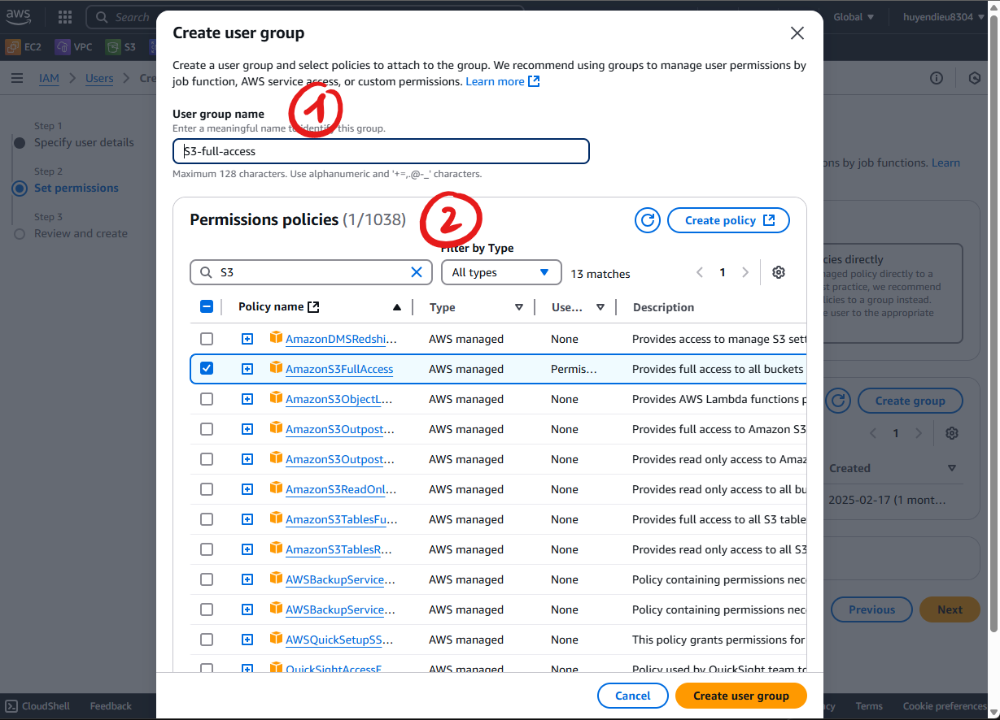 aws
Search
Global
huyendieu8304
EC2
VPC
S3
IAM
Users
Cre
Step 1
Specify user details
Step 2
Set permissions
Step 3
Review and create
Create user group
Create a user group and select policies to attach to the group. We recommend using groups to manage user permissions by
job function, AWS service access, or custom permissions. Learn more
1
User group name
Enter a meaningful name to identify this group.
S3-full-access
Maximum 128 characters. Use alphanumeric and '+=,.@-_' characters.
Permissions policies (1/1038)
2
Create policy
Filter by Type
S3
All types
13 matches
1
Policy name Type Use... Description
AmazonDMSRedshi... AWS managed None Provides access to manage S3 sett
AmazonS3FullAccess AWS managed Permis... Provides full access to all buckets
AmazonS3ObjectL... AWS managed None Provides AWS Lambda functions p
AmazonS3Outpost... AWS managed None Provides full access to Amazon S3
AmazonS3Outpost... AWS managed None Provides read only access to Amaz
AmazonS3ReadOnl... AWS managed None Provides read only access to all bu
AmazonS3TablesFu... AWS managed None Provides full access to all S3 table
AmazonS3TablesR... AWS managed None Provides read only access to all S3
AWSBackupService... AWS managed None Policy containing permissions nec
AWSBackupService... AWS managed None Policy containing permissions nec
AWSQuickSetupSS... AWS managed None This policy grants permissions for
QuickSightAccessF... AWS managed None Policy used by QuickSight team to
Cancel
Create user group
ons by job functions. Learn
cies directly
naged policy directly to a
st practice, we recommend
licies to a group instead.
e user to the appropriate
Create group
1
Created
2025-02-17 (1 mont...
Previous
Next
CloudShell
Feedback
cy
Terms
Cookie preferences